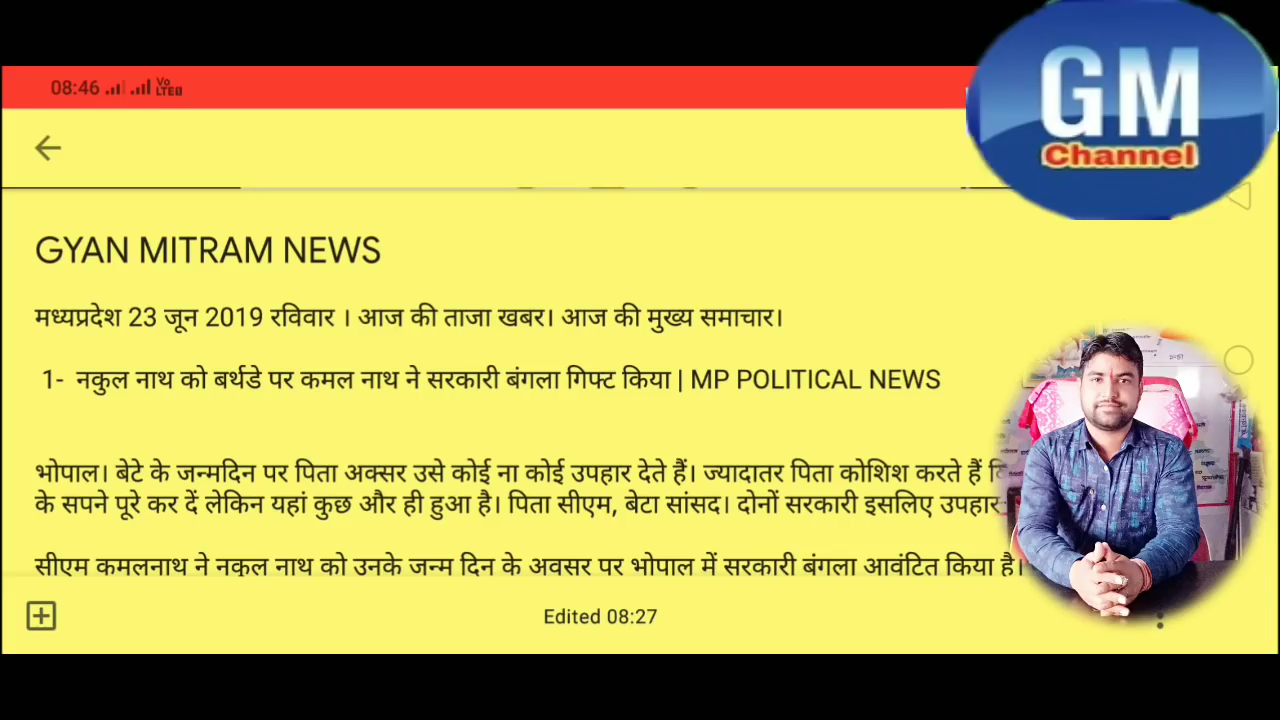 08:46 Vo LTE
GM
Channel
GYAN MITRAM NEWS
मध्यप्रदेश 23 जून 2019 रविवार । आज की ताजा खबर। आज की मुख्य समाचार।
1- नकुल नाथ को बर्थडे पर कमल नाथ ने सरकारी बंगला गिफ्ट किया | MP POLITICAL NEWS
भोपाल। बेटे के जन्मदिन पर पिता अक्सर उसे कोई ना कोई उपहार देते हैं। ज्यादातर पिता कोशिश करते हैं
के सपने पूरे कर दें लेकिन यहां कुछ और ही हुआ है। पिता सीएम, बेटा सांसद। दोनों सरकारी इसलिए उपहार
सीएम कमलनाथ ने नकुल नाथ को उनके जन्म दिन के अवसर पर भोपाल में सरकारी बंगला आवंटित किया है।
Edited 08:27